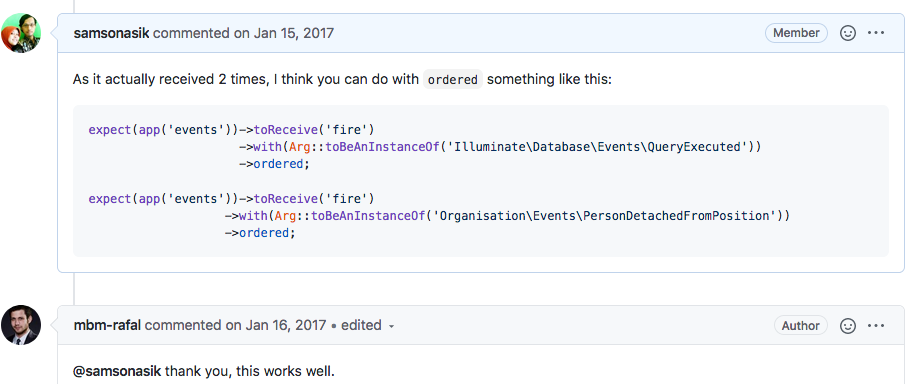 samsonasik commented on Jan 15, 2017 Member
As it actually received 2 times, I think you can do with ordered something like this:
expect(app('events'))->toReceive('fire')
->with(Arg::toBeAnInstanceOf('Illuminate\Database\Events\QueryExecuted'))
->ordered;
expect(app('events'))->toReceive('fire')
->with(Arg::toBeAnInstanceOf('Organisation\Events\PersonDetachedFromPosition'))
->ordered;
mbm-rafal commented on Jan 16, 2017 • edited Author
@samsonasik thank you, this works well.